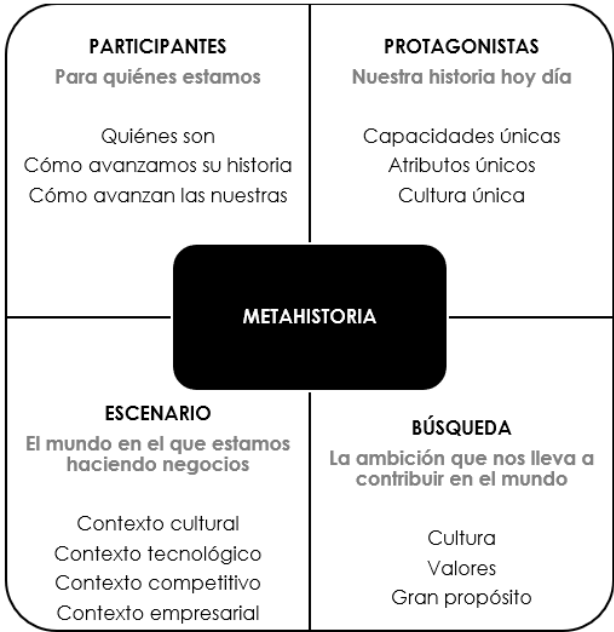 PARTICIPANTES
Para quiénes estamos
Quiénes son
Cómo avanzamos su historia
Cómo avanzan las nuestras
PROTAGONISTAS
Nuestra historia hoy día
Capacidades únicas
Atributos únicos
Cultura única
METAHISTORIA
ESCENARIO
El mundo en el que estamos
haciendo negocios
Contexto cultural
Contexto tecnológico
Contexto competitivo
Contexto empresarial
BÚSQUEDA
La ambición que nos lleva a
contribuir en el mundo
Cultura
Valores
Gran propósito